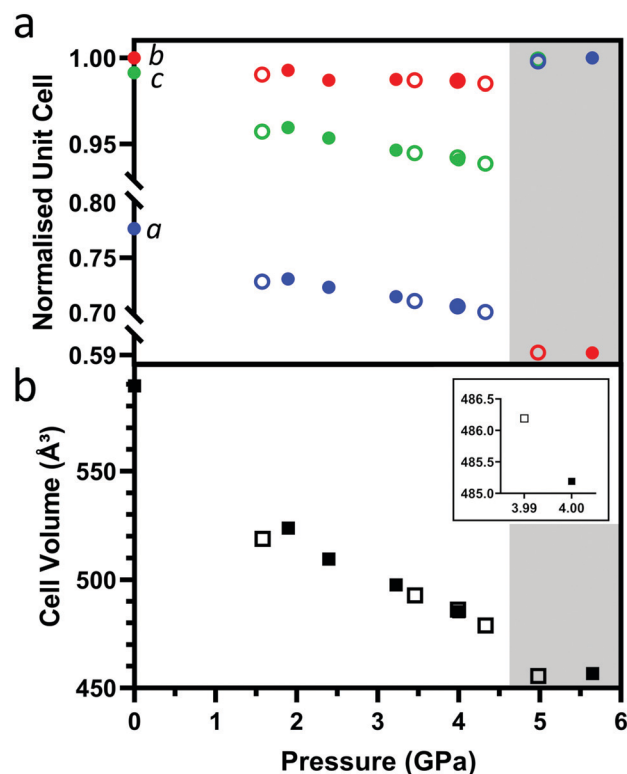 a
Normalised Unit Cell
1.00
0.95
0.80
0.75
0.70
0.59
b
c
a
b
Cell Volume (Å³)
550
500
450
486.5
486.0
485.5
485.0
3.99 4.00
0 1 2 3 4 5 6
Pressure (GPa)